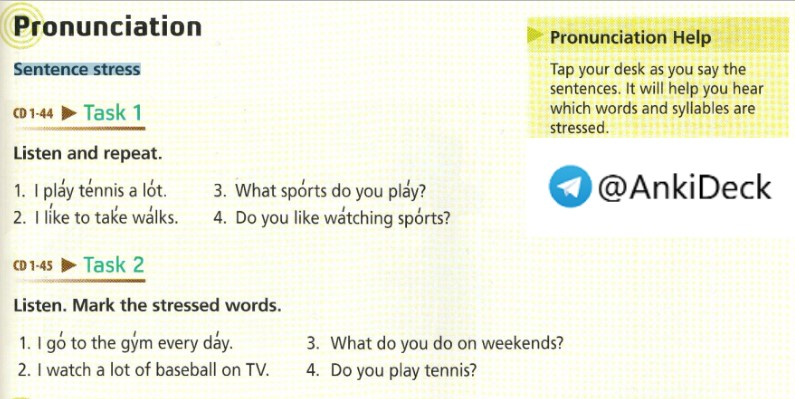 Pronunciation
Sentence stress
CD 1-44 ▶ Task 1
Listen and repeat.
1. I pláy ténnis a lót.
2. I líke to táke wálks.
3. What spórts do you pláy?
4. Do you like wátching spórts?
CD 1-45 ▶ Task 2
Listen. Mark the stressed words.
1. I gó to the gým every dáy.
2. I watch a lot of baseball on TV.
3. What do you do on weekends?
4. Do you play tennis?
Pronunciation Help
Tap your desk as you say the
sentences. It will help you hear
which words and syllables are
stressed.
@AnkiDeck